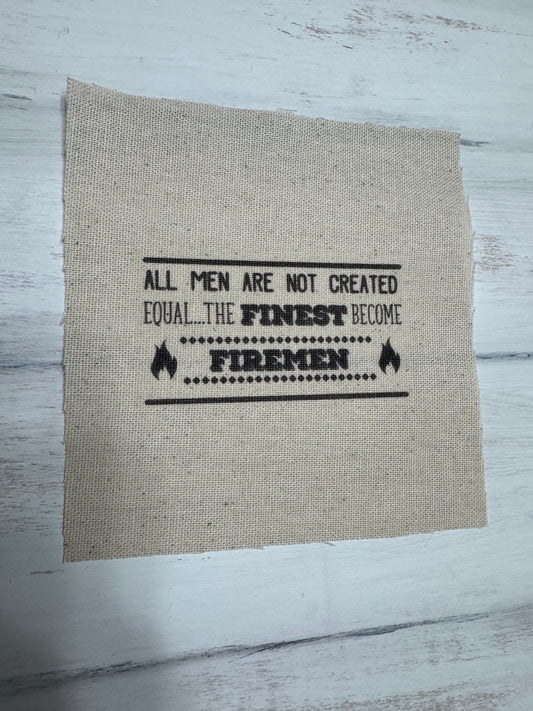 ALL MEN ARE NOT CREATED
EQUAL...THE FINEST BECOME
FIREMEN